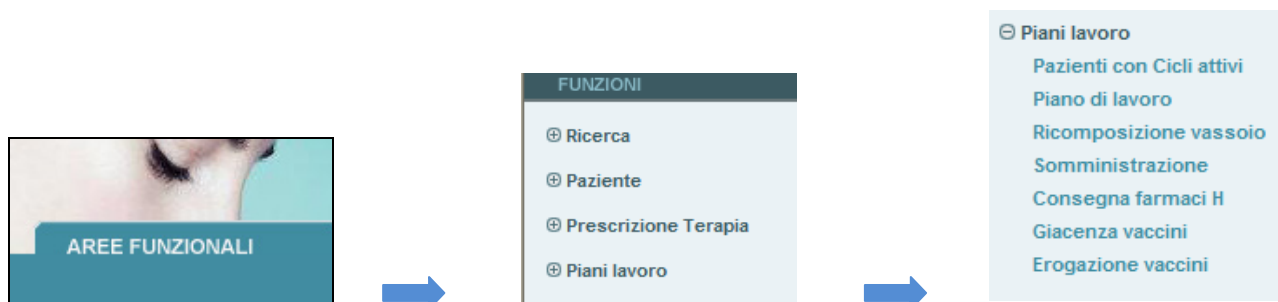 AREE FUNZIONALI
FUNZIONI
Ricerca
Paziente
Prescrizione Terapia
Piani lavoro
Piani lavoro
Pazienti con Cicli attivi
Piano di lavoro
Ricomposizione vassoio
Somministrazione
Consegna farmaci H
Giacenza vaccini
Erogazione vaccini